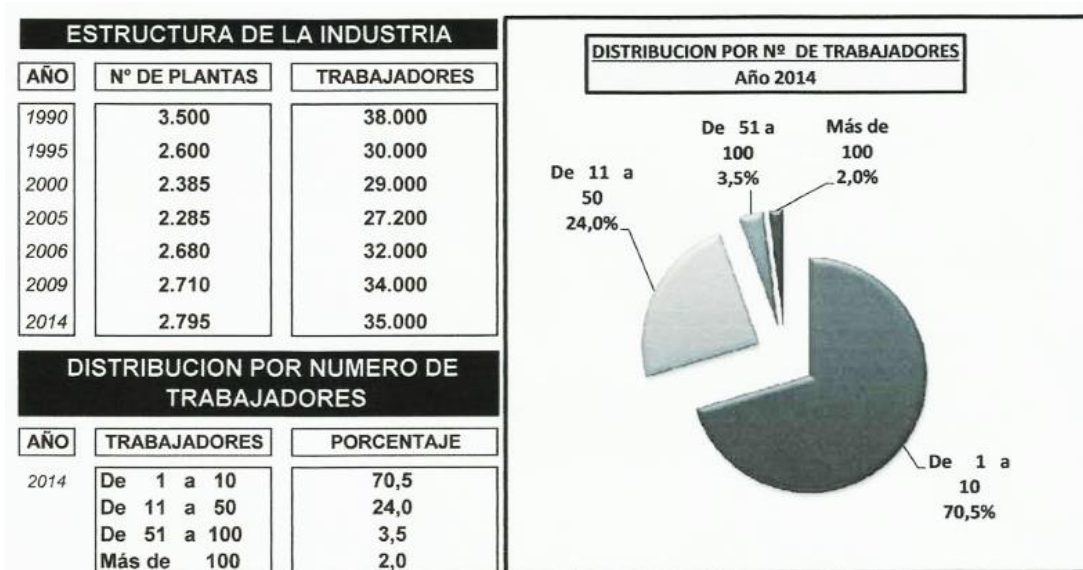 ESTRUCTURA DE LA INDUSTRIA
AÑO N° DE PLANTAS TRABAJADORES
1990 3.500 38.000
1995 2.600 30.000
2000 2.385 29.000
2005 2.285 27.200
2006 2.680 32.000
2009 2.710 34.000
2014 2.795 35.000
DISTRIBUCION POR NUMERO DE
TRABAJADORES
AÑO TRABAJADORES PORCENTAJE
2014 De 1 a 10 70,5
De 11 a 50 24,0
De 51 a 100 3,5
Más de 100 2,0
DISTRIBUCION POR Nº DE TRABAJADORES
Año 2014
De 51 a
100
3,5%
Más de
100
2,0%
De 11 a
50
24,0%
De 1 a
10
70,5%